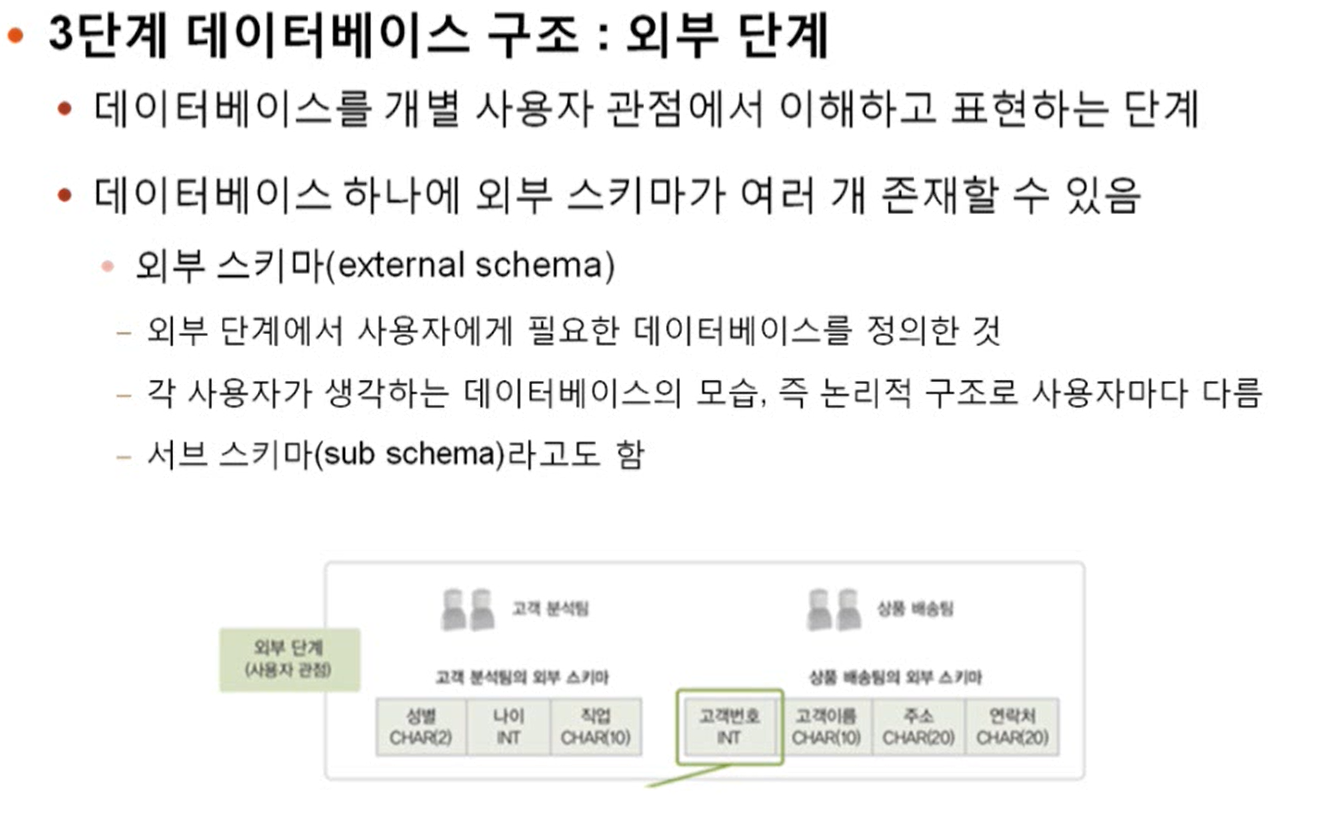 3단계 데이터베이스 구조 : 외부 단계
데이터베이스를 개별 사용자 관점에서 이해하고 표현하는 단계
데이터베이스 하나에 외부 스키마가 여러 개 존재할 수 있음
외부 스키마(external schema)
– 외부 단계에서 사용자에게 필요한 데이터베이스를 정의한 것
– 각 사용자가 생각하는 데이터베이스의 모습, 즉 논리적 구조로 사용자마다 다름
– 서브 스키마(sub schema)라고도 함
외부 단계
(사용자 관점)
고객 분석팀
고객 분석팀의 외부 스키마
성별 나이 직업
CHAR(2) INT CHAR(10)
상품 배송팀
상품 배송팀의 외부 스키마
고객번호 고객이름 주소 연락처
INT CHAR(10) CHAR(20) CHAR(20)